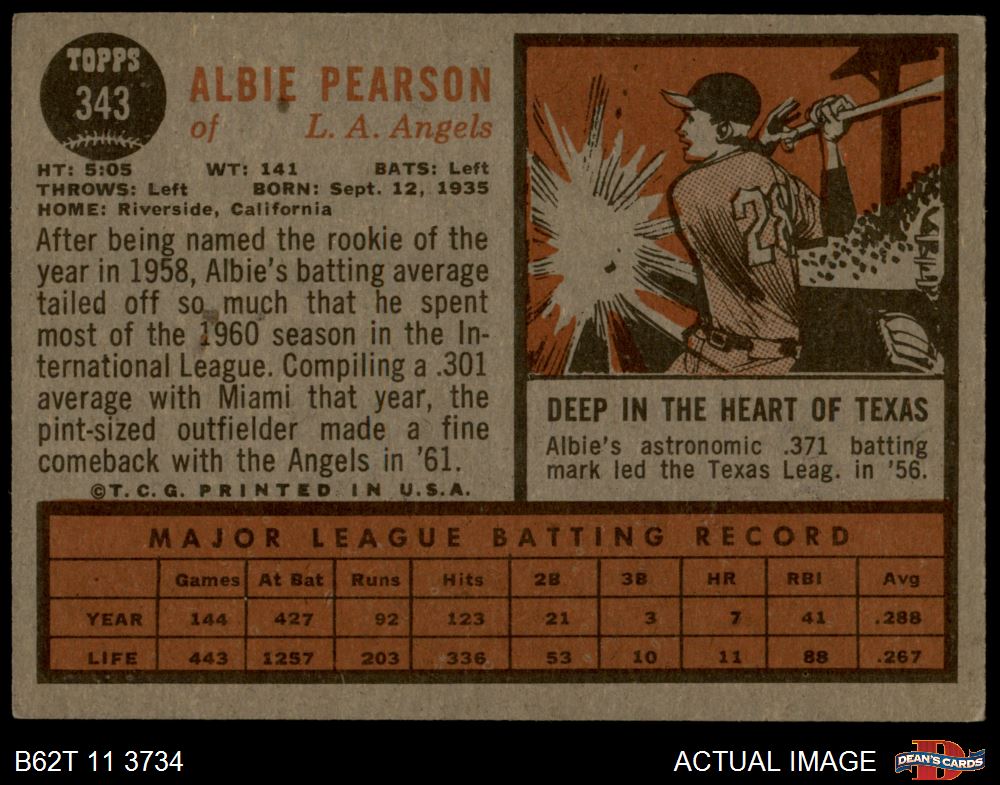 TOPPS
343
ALBIE PEARSON
of L. A. Angels
HT: 5:05 WT: 141 BATS: Left
THROWS: Left BORN: Sept. 12, 1935
HOME: Riverside, California
After being named the rookie of the
year in 1958, Albie's batting average
tailed off so much that he spent
most of the 1960 season in the In-
ternational League. Compiling a .301
average with Miami that year, the
pint-sized outfielder made a fine
comeback with the Angels in '61.
©T. C. G. PRINTED IN U.S.A.
28
DEEP IN THE HEART OF TEXAS
Albie's astronomic .371 batting
mark led the Texas Leag. in '56.
MAJOR LEAGUE BATTING RECORD
Games At Bat Runs Hits 2B 3B HR RBI Avg
YEAR 144 427 92 123 21 3 7 41 .288
LIFE 443 1257 203 336 53 10 11 88 .267
B62T 11 3734
ACTUAL IMAGE
D
DEAN'S CARDS